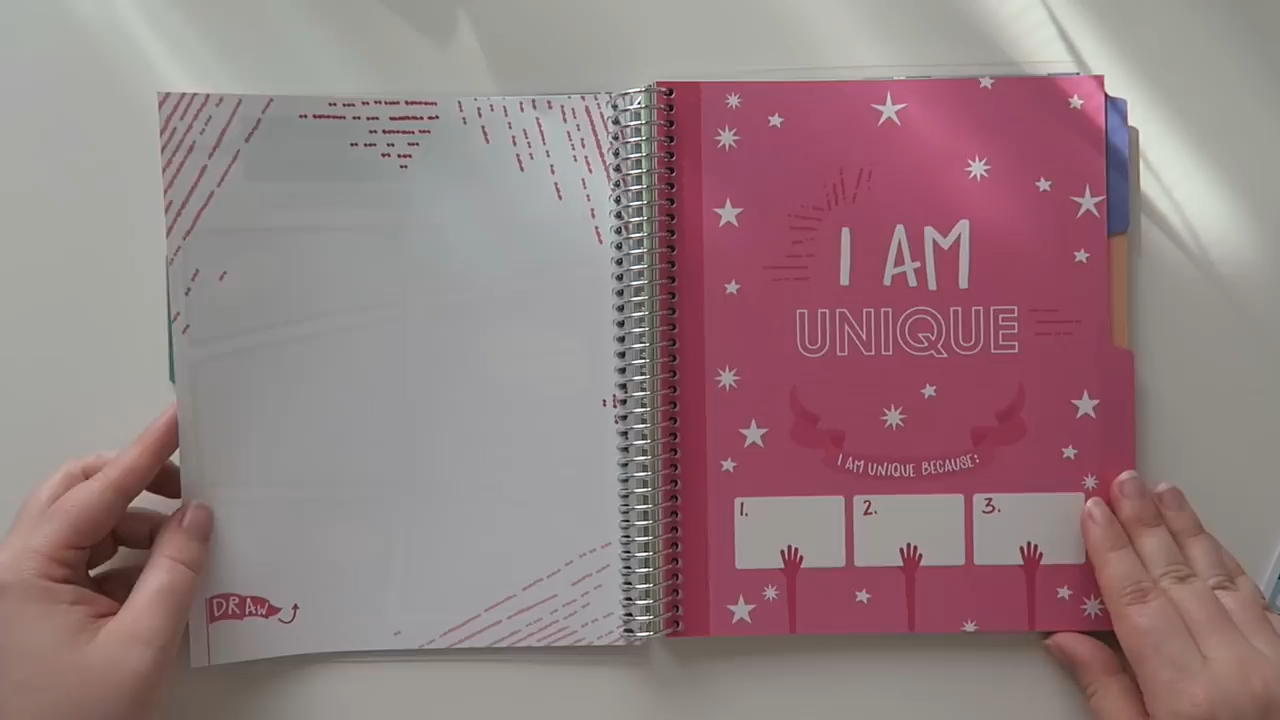 DRAW
I AM
UNIQUE
I AM UNIQUE BECAUSE:
1. 2. 3.